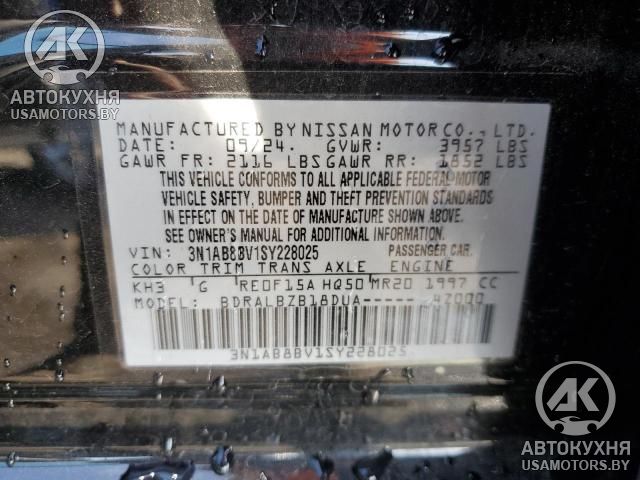 АК
АВТОКУХНЯ
USAMOTORS.BY
MANUFACTURED BY NISSAN MOTOR CO., LTD.
DATE: 09/24. GVWR: 3957 LBS
GAWR FR: 2116 LBS GAWR RR: 1852 LBS
THIS VEHICLE CONFORMS TO ALL APPLICABLE FEDERAL MOTOR
VEHICLE SAFETY, BUMPER AND THEFT PREVENTION STANDARDS
IN EFFECT ON THE DATE OF MANUFACTURE SHOWN ABOVE.
SEE OWNER'S MANUAL FOR ADDITIONAL INFORMATION.
VIN: 3N1AB8BV1SY228025 PASSENGER CAR.
COLOR TRIM TRANS AXLE ENGINE
KH3 G RE0F15A HQ50 MR20 1997 CC
MODEL: BDRALBZB18DUA----- 4Z000
3N1AB8BV1SY228025
АК
АВТОКУХНЯ
USAMOTORS.BY